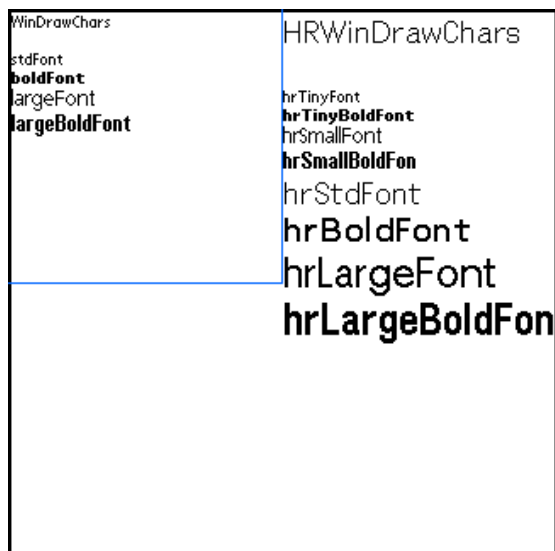 WinDrawChars
stdFont
boldFont
largeFont
largeBoldFont
HRWinDrawChars
hrTinyFont
hrTinyBoldFont
hrSmallFont
hrSmallBoldFon
hrStdFont
hrBoldFont
hrLargeFont
hrLargeBoldFon